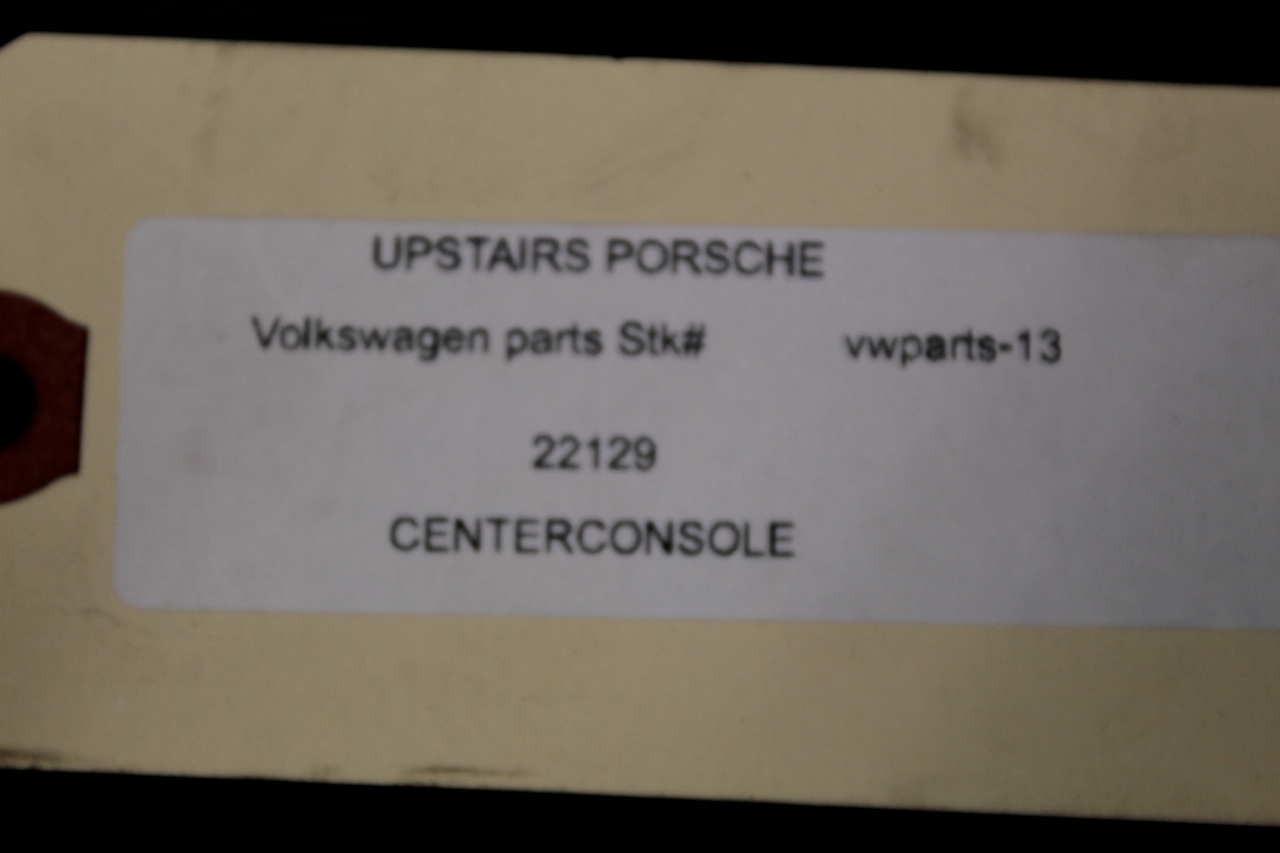 UPSTAIRS PORSCHE
Volkswagen parts Stk# vwparts-13
22129
CENTERCONSOLE